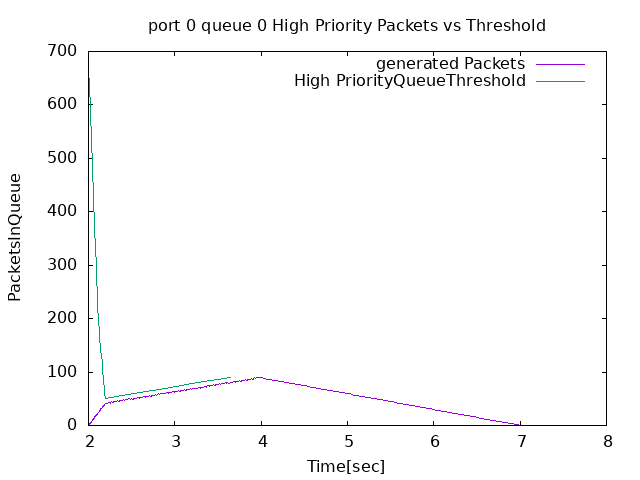 port 0 queue 0 High Priority Packets vs Threshold
generated Packets
High PriorityQueueThreshold
700
600
500
400
300
200
100
0
PacketsInQueue
2 3 4 5 6 7 8
Time[sec]